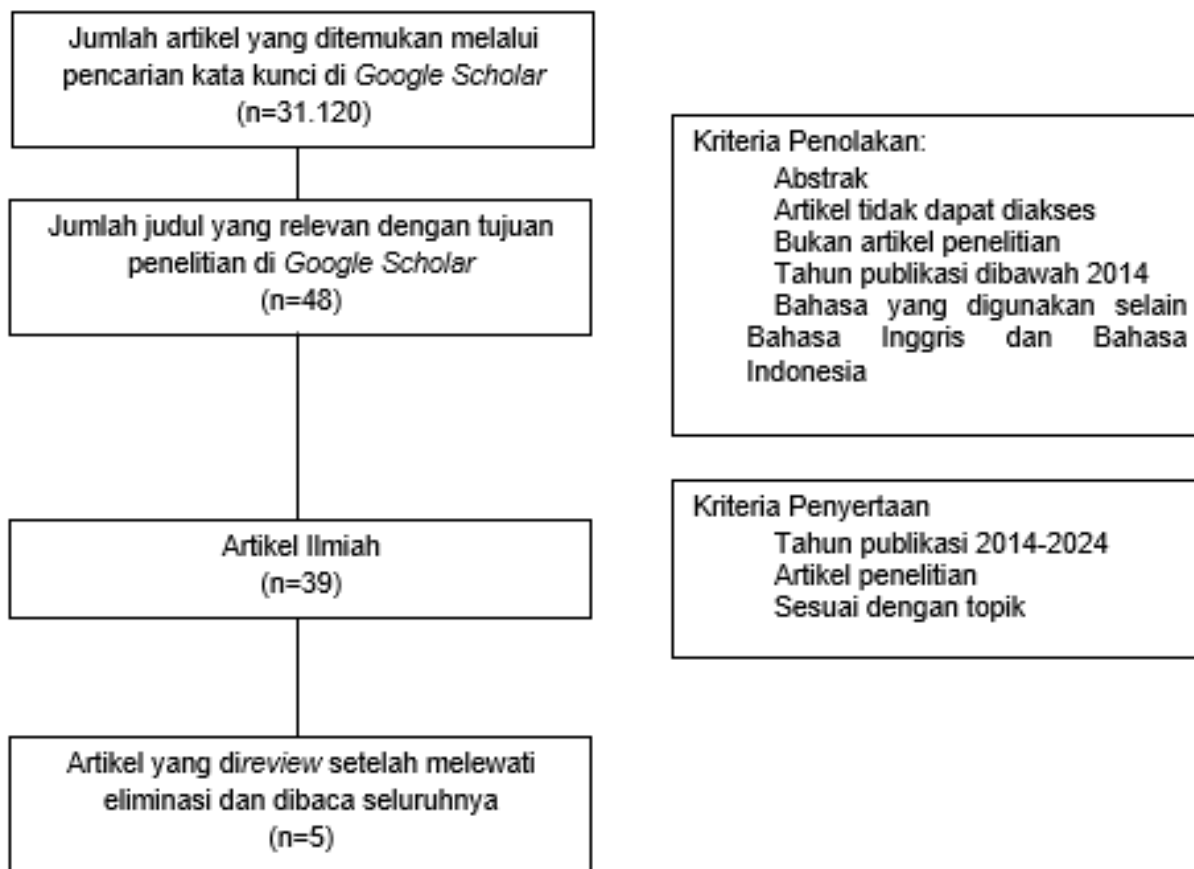 Jumlah artikel yang ditemukan melalui
pencarian kata kunci di Google Scholar
(n=31.120)
Jumlah judul yang relevan dengan tujuan
penelitian di Google Scholar
(n=48)
Artikel Ilmiah
(n=39)
Artikel yang direview setelah melewati
eliminasi dan dibaca seluruhnya
(n=5)
Kriteria Penolakan:
Abstrak
Artikel tidak dapat diakses
Bukan artikel penelitian
Tahun publikasi dibawah 2014
Bahasa yang digunakan selain
Bahasa Inggris dan Bahasa
Indonesia
Kriteria Penyertaan
Tahun publikasi 2014-2024
Artikel penelitian
Sesuai dengan topik